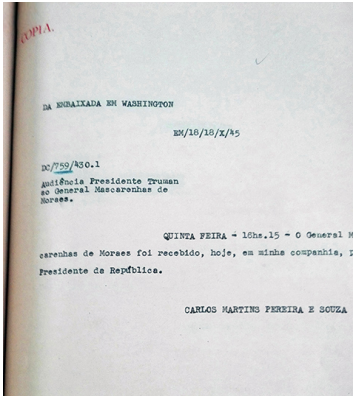 COPIA.
DA EMBAIXADA EM WASHINGTON
EM/18/18/X/45
DC/759/430.1
Audiência Presidente Truman
ao General Mascarenhas de
Moraes.
QUINTA FEIRA - 16hs.15 - O General M
carenhas de Moraes foi recebido, hoje, em minha companhia, p
Presidente da República.
CARLOS MARTINS PEREIRA E SOUZA